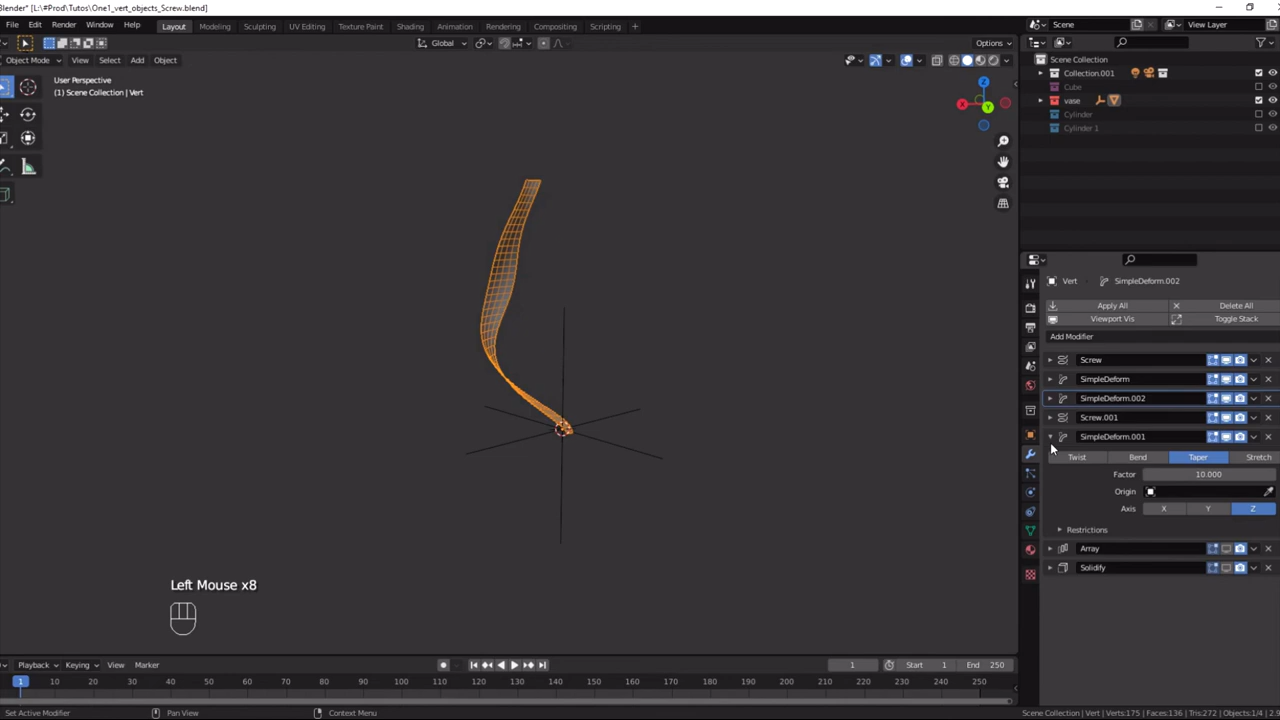 Blender* [L:\#Prod\Tutos\One1_vert_objects_Screw.blend]
File Edit Render Window Help Layout Modeling Sculpting UV Editing Texture Paint Shading Animation Rendering Compositing Scripting + Scene View Layer
Global Options
Object Mode View Select Add Object
User Perspective
(1) Scene Collection | Vert
Scene Collection
Collection.001
Cube
vase
Cylinder
Cylinder 1
X
Y
Z
Vert SimpleDeform.002
Apply All Delete All
Viewport Vis Toggle Stack
Add Modifier
Screw
SimpleDeform
SimpleDeform.002
Screw.001
SimpleDeform.001
Twist Bend Taper Stretch
Factor 10.000
Origin
Axis X Y Z
Restrictions
Array
Solidify
Left Mouse x8
Playback Keying View Marker 1 Start 1 End 250
1 10 20 30 40 50 60 70 80 90 100 110 120 130 140 150 160 170 180 190 200 210 220 230 240 250
Set Active Modifier Pan View Context Menu Scene Collection | Vert | Verts:175 | Faces:136 | Tris:272 | Objects:1/4 | 2.9